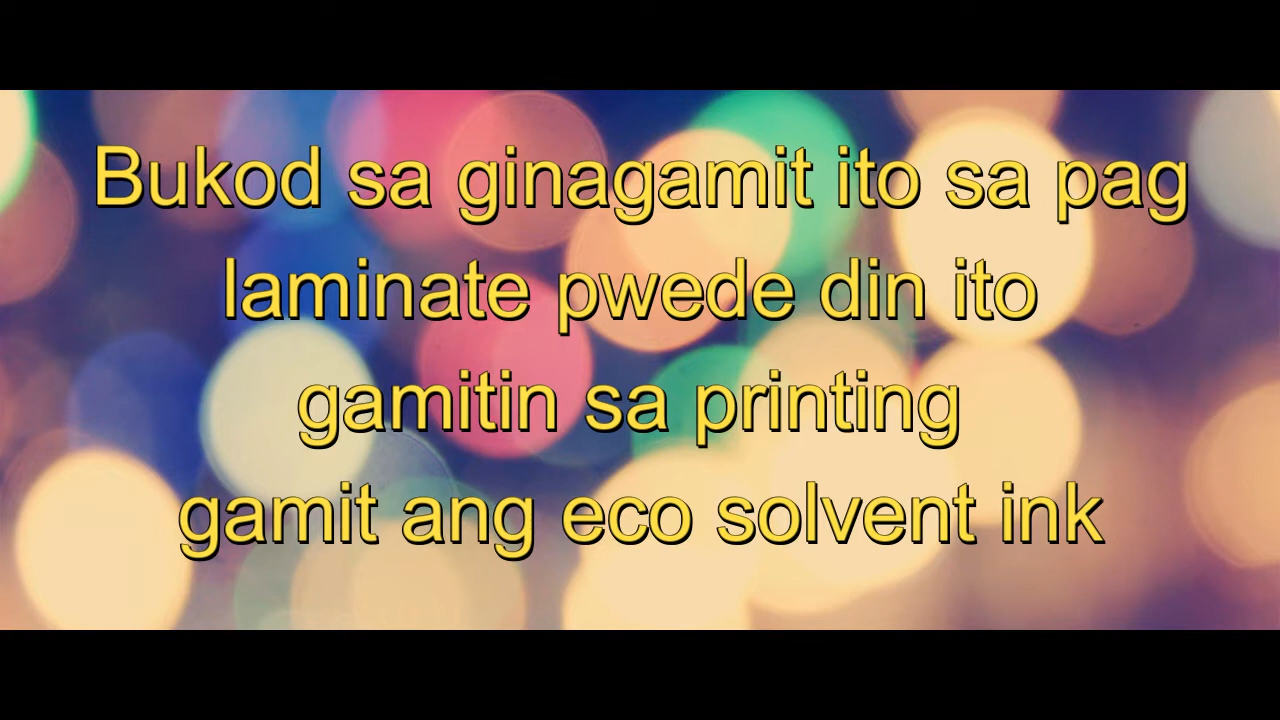 Bukod sa ginagamit ito sa pag
laminate pwede din ito
gamitin sa printing
gamit ang eco solvent ink